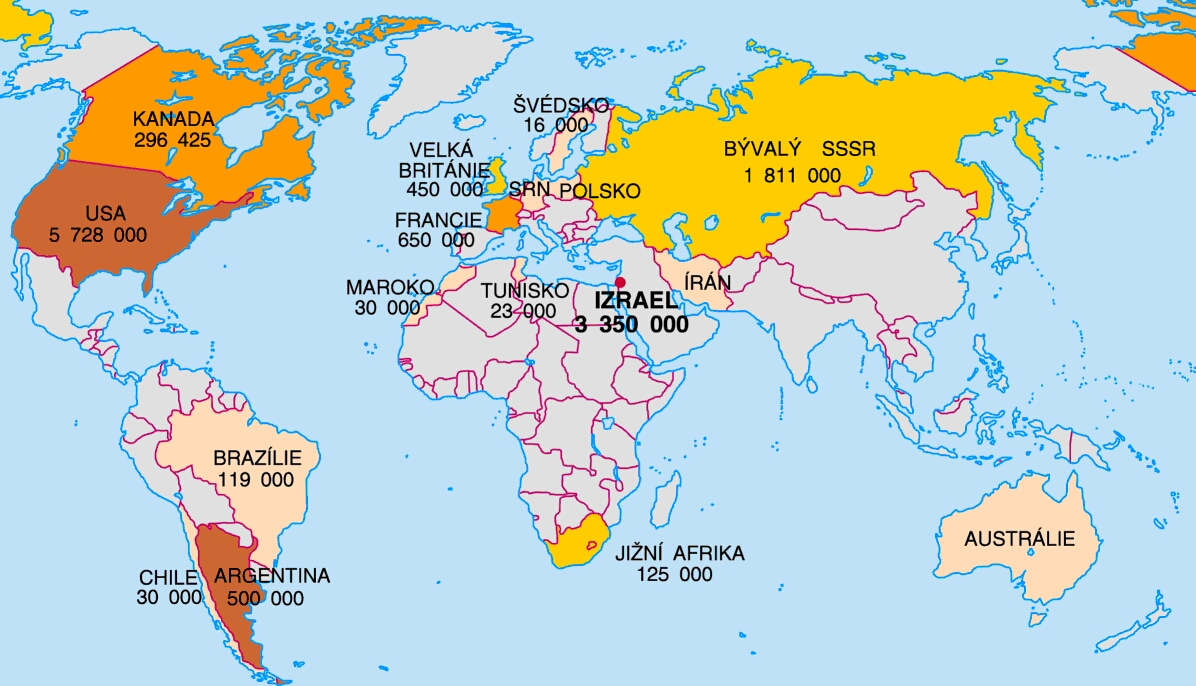 KANADA
296 425
USA
5 728 000
ŠVÉDSKO
16 000
VELKÁ
BRITÁNIE
450 000
SRN
POLSKO
FRANCIE
650 000
BÝVALÝ SSSR
1 811 000
MAROKO
30 000
TUNISKO
23 000
IZRAEL
3 350 000
ÍRÁN
BRAZÍLIE
119 000
CHILE
30 000
ARGENTINA
500 000
JIŽNÍ AFRIKA
125 000
AUSTRÁLIE